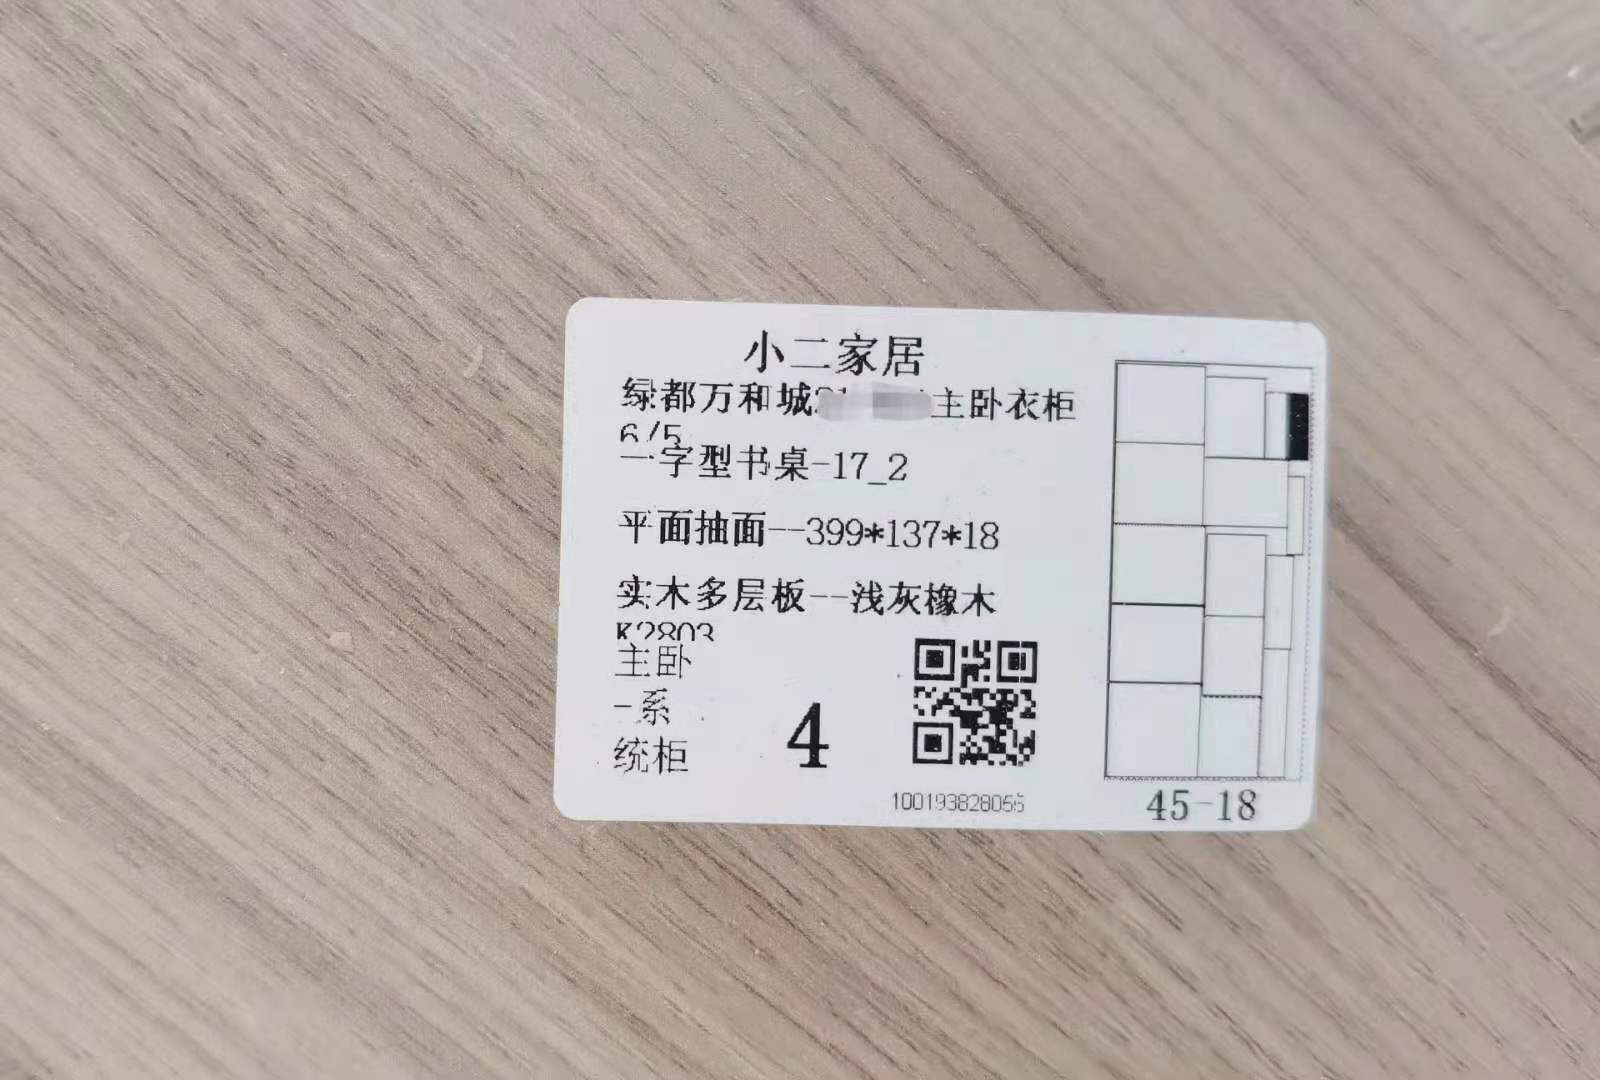 小二家居
绿都万和城 主卧衣柜
6/5
一字型书桌-17_2
平面抽面--399*137*18
实木多层板--浅灰橡木
K2803
主卧
-系
统柜
4
100193828056
45-18